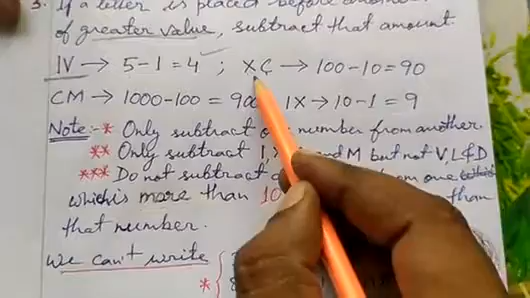 3. If a letter is placed before another
of greater value, subtract that amount.
IV → 5-1=4 ; XC → 100-10=90
CM → 1000-100 = 900 IX → 10-1=9
Note:-* Only subtract number from another.
** Only subtract I, and M but not V, L & D
*** Do not subtract from one
which is more than 10 than
that number.
We can't write
*